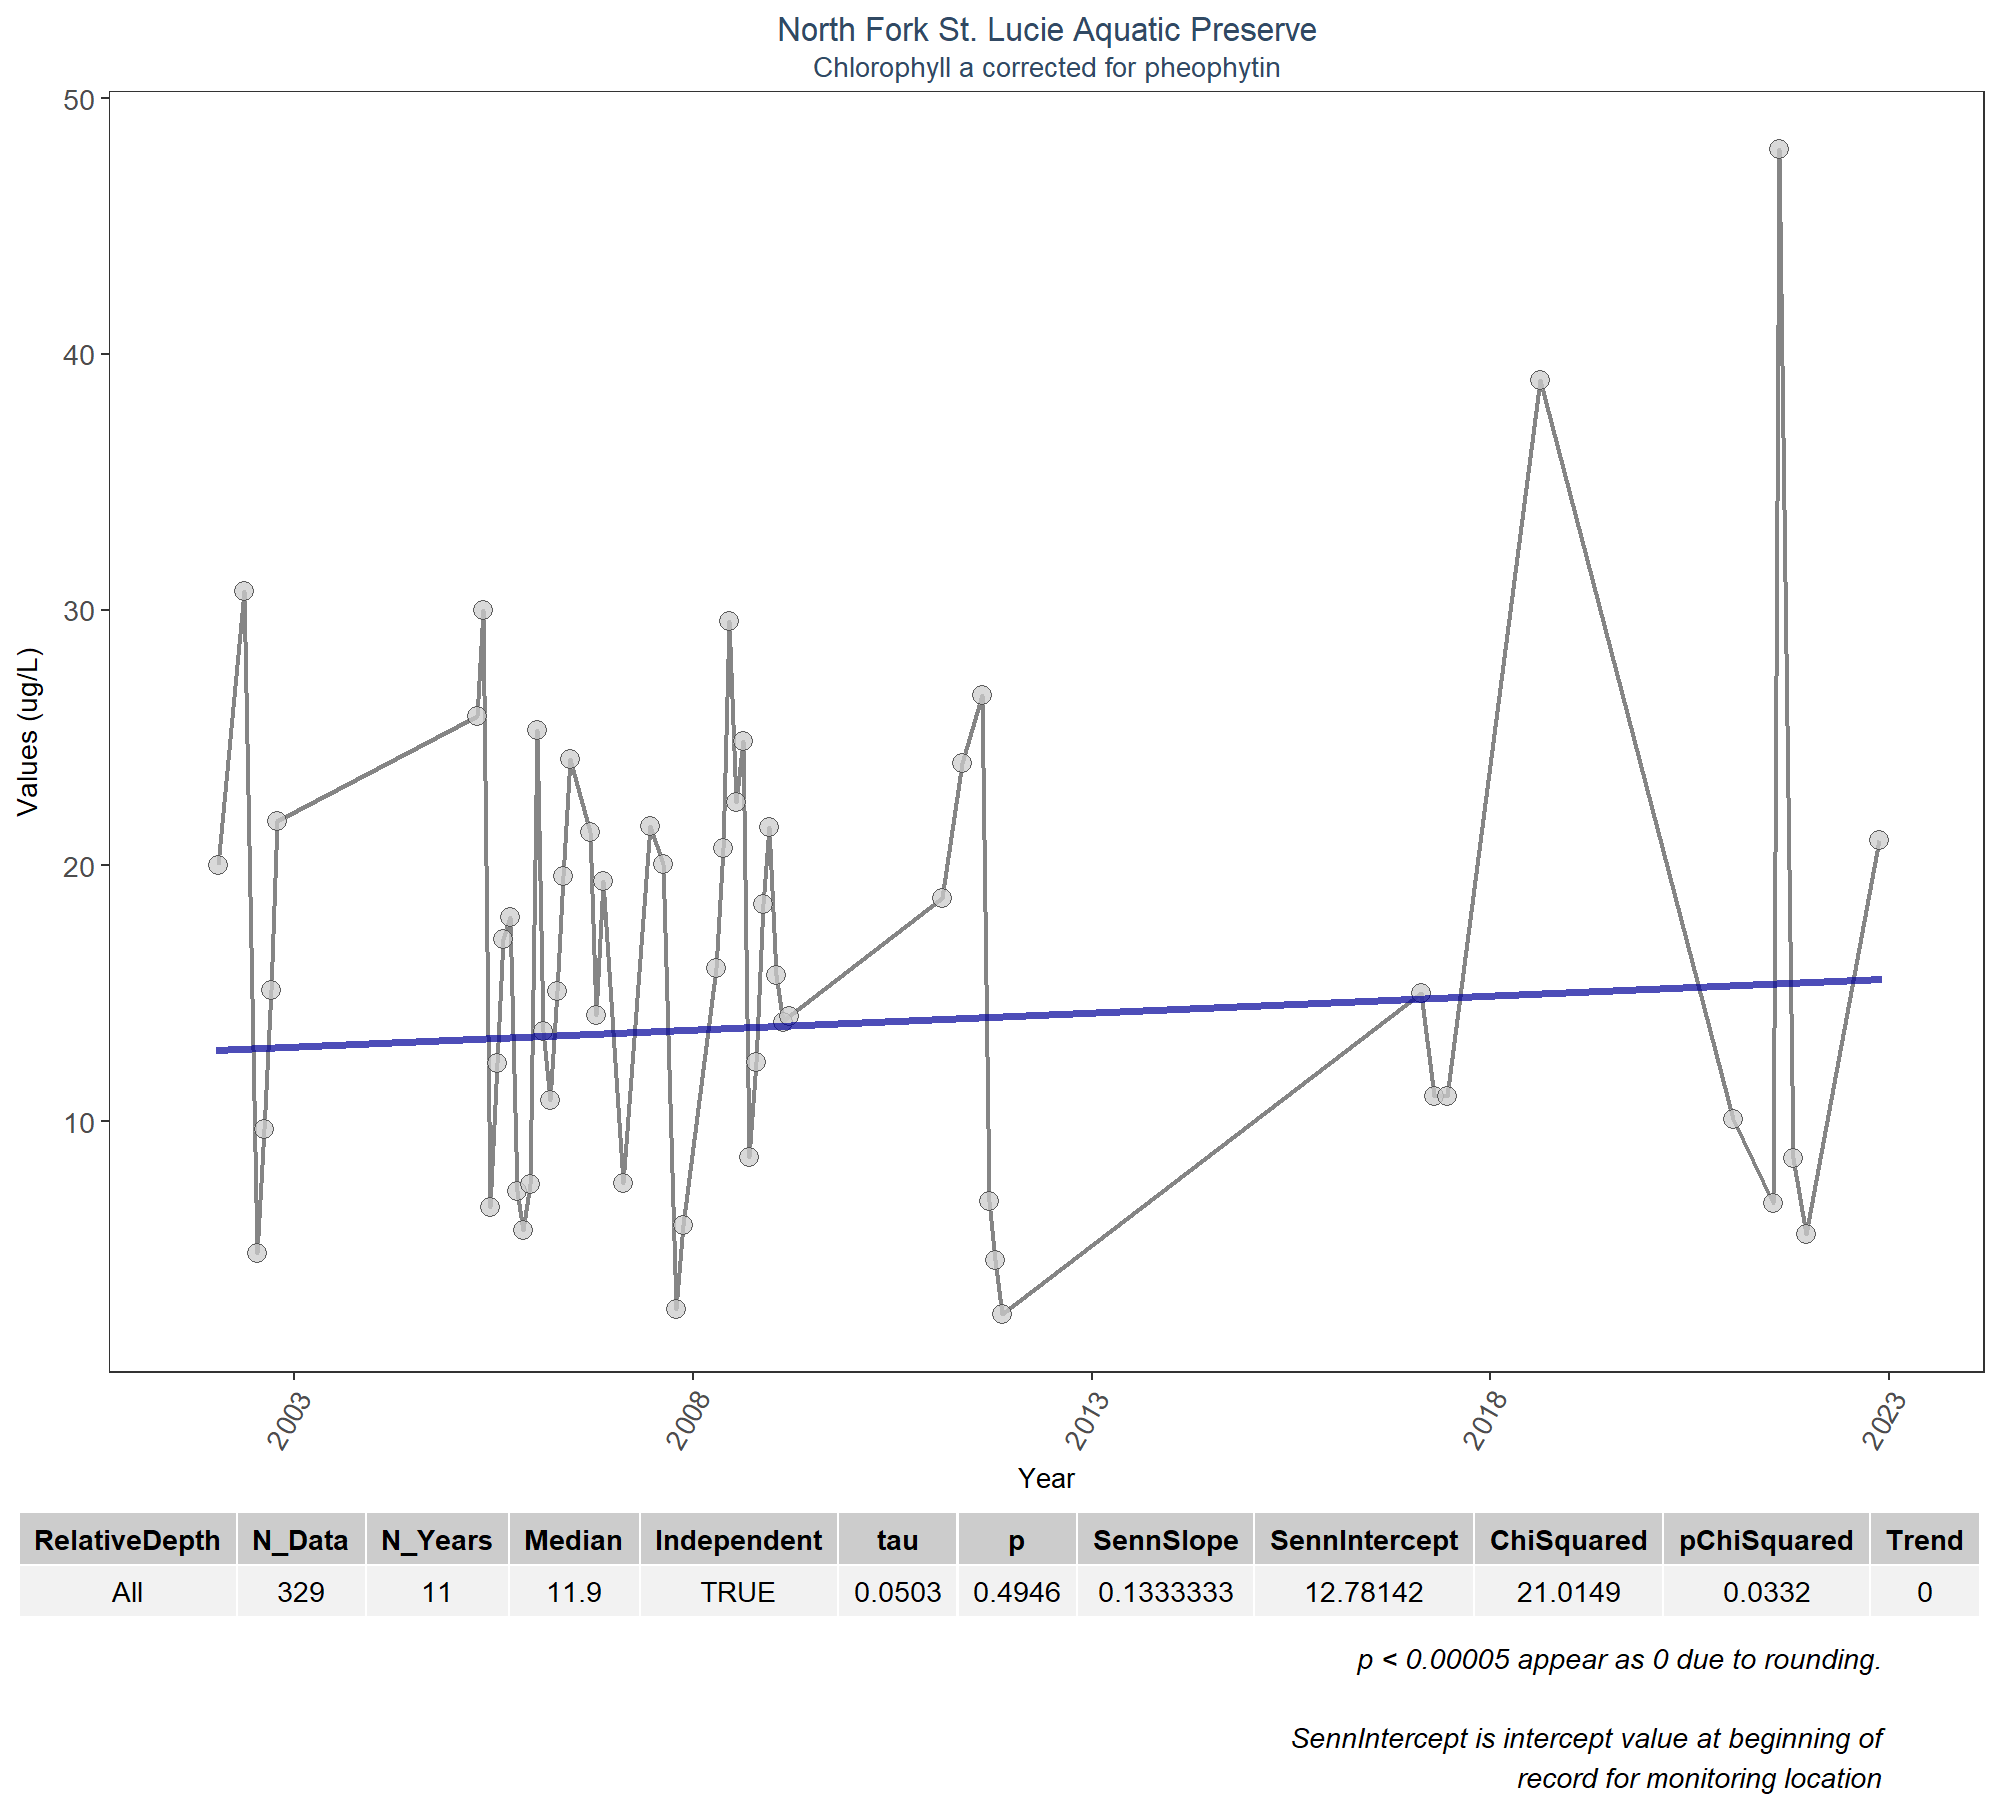 North Fork St. Lucie Aquatic Preserve
Chlorophyll a corrected for pheophytin
50
40
30
20
10
Values (ug/L)
2003 2008 2013 2018 2023
Year
RelativeDepth N_Data N_Years Median Independent tau p SennSlope SennIntercept ChiSquared pChiSquared Trend
All 329 11 11.9 TRUE 0.0503 0.4946 0.1333333 12.78142 21.0149 0.0332 0
p < 0.00005 appear as 0 due to rounding.
SennIntercept is intercept value at beginning of
record for monitoring location